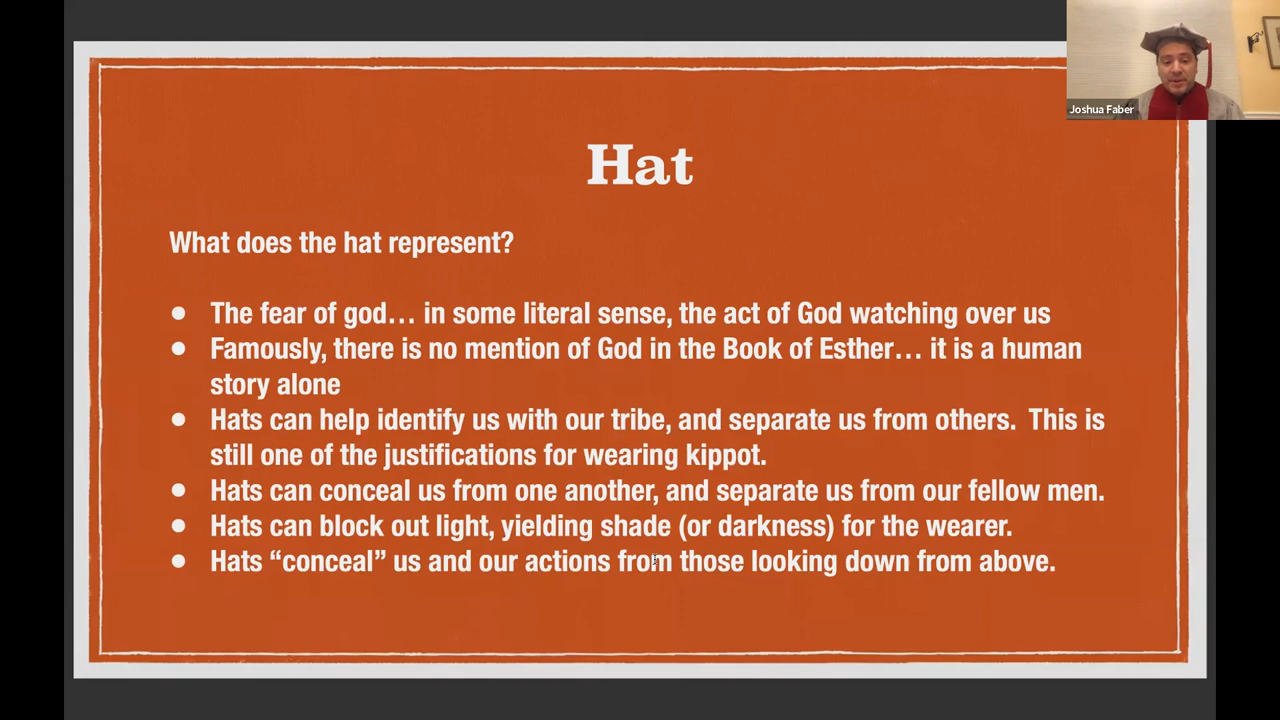 Joshua Faber
Hat
What does the hat represent?
● The fear of god… in some literal sense, the act of God watching over us
● Famously, there is no mention of God in the Book of Esther… it is a human
story alone
● Hats can help identify us with our tribe, and separate us from others.  This is
still one of the justifications for wearing kippot.
● Hats can conceal us from one another, and separate us from our fellow men.
● Hats can block out light, yielding shade (or darkness) for the wearer.
● Hats “conceal” us and our actions from those looking down from above.